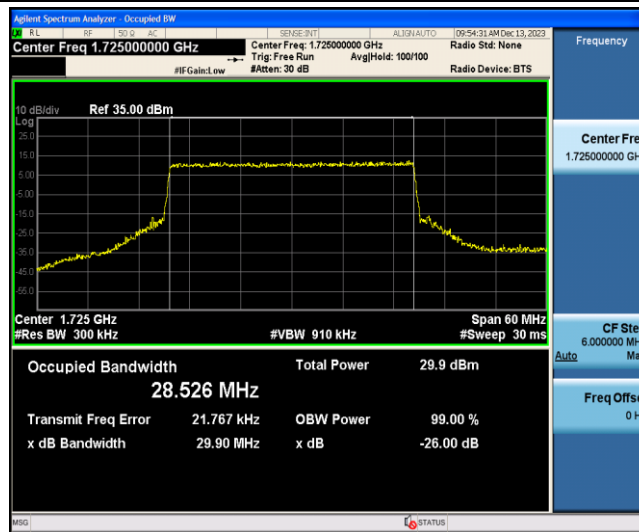 Agilent Spectrum Analyzer - Occupied BW
RL RF 50 Ω AC SENSE:INT ALIGNAUTO 09:54:31 AM Dec 13, 2023
Center Freq 1.725000000 GHz
Center Freq: 1.725000000 GHz
Radio Std: None
Trig: Free Run Avg|Hold: 100/100
#IFGain:Low
#Atten: 30 dB
Radio Device: BTS
Frequency
10 dB/div Ref 35.00 dBm
Log
25.0
15.0
5.00
-5.00
-15.0
-25.0
-35.0
-45.0
-55.0
Center 1.725 GHz Span 60 MHz
#Res BW 300 kHz #VBW 910 kHz #Sweep 30 ms
Center Fre
1.725000000 GH
CF Ste
6.000000 MH
Auto Ma
Freq Offs
0 H
Occupied Bandwidth Total Power 29.9 dBm
28.526 MHz
Transmit Freq Error 21.767 kHz OBW Power 99.00 %
x dB Bandwidth 29.90 MHz x dB -26.00 dB
MSG STATUS